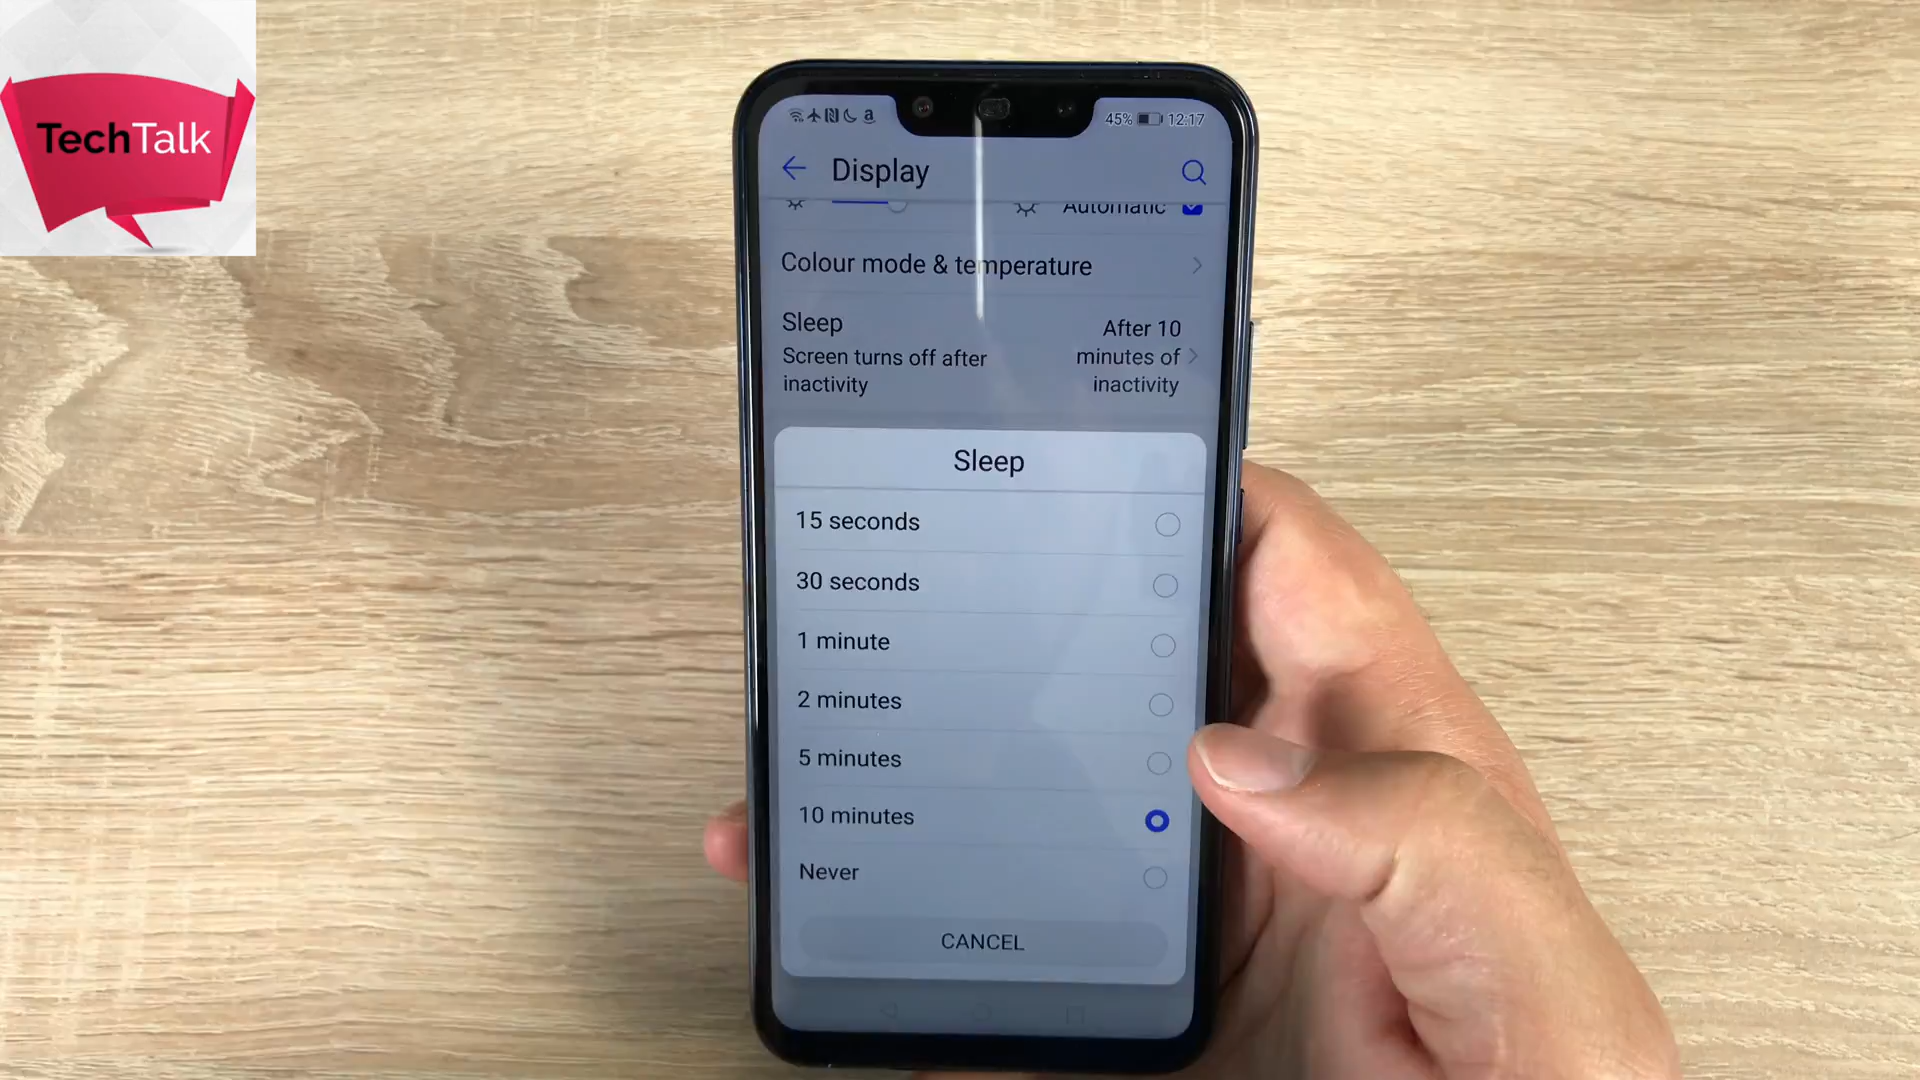 TechTalk
a
45%
12:17
Display
Automatic
Colour mode & temperature
Sleep
Screen turns off after
inactivity
After 10
minutes of
inactivity
Sleep
15 seconds
30 seconds
1 minute
2 minutes
5 minutes
10 minutes
Never
CANCEL